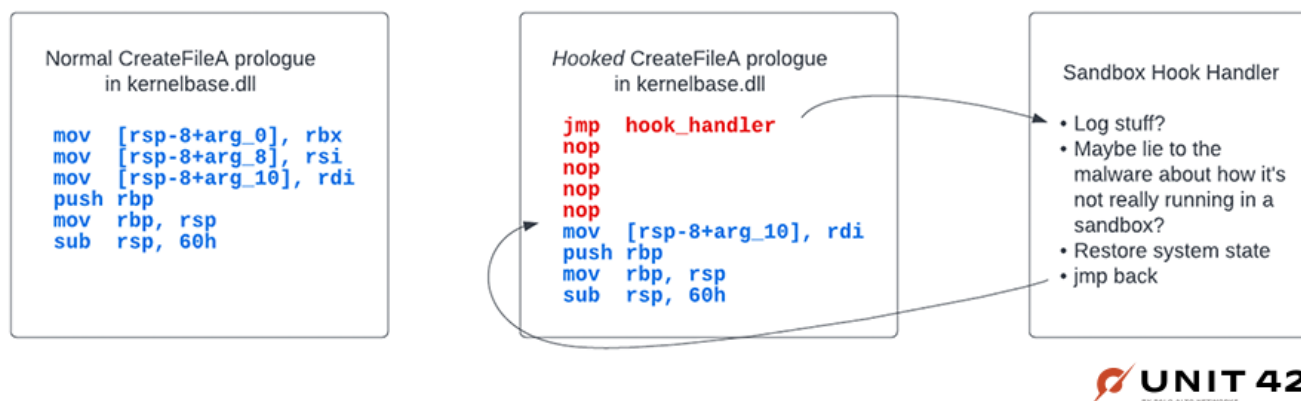 Normal CreateFileA prologue
in kernelbase.dll
mov [rsp-8+arg_0], rbx
mov [rsp-8+arg_8], rsi
mov [rsp-8+arg_10], rdi
push rbp
mov rbp, rsp
sub rsp, 60h
Hooked CreateFileA prologue
in kernelbase.dll
jmp hook_handler
nop
nop
nop
nop
mov [rsp-8+arg_10], rdi
push rbp
mov rbp, rsp
sub rsp, 60h
Sandbox Hook Handler
• Log stuff?
• Maybe lie to the
malware about how it's
not really running in a
sandbox?
• Restore system state
• jmp back
UNIT 42